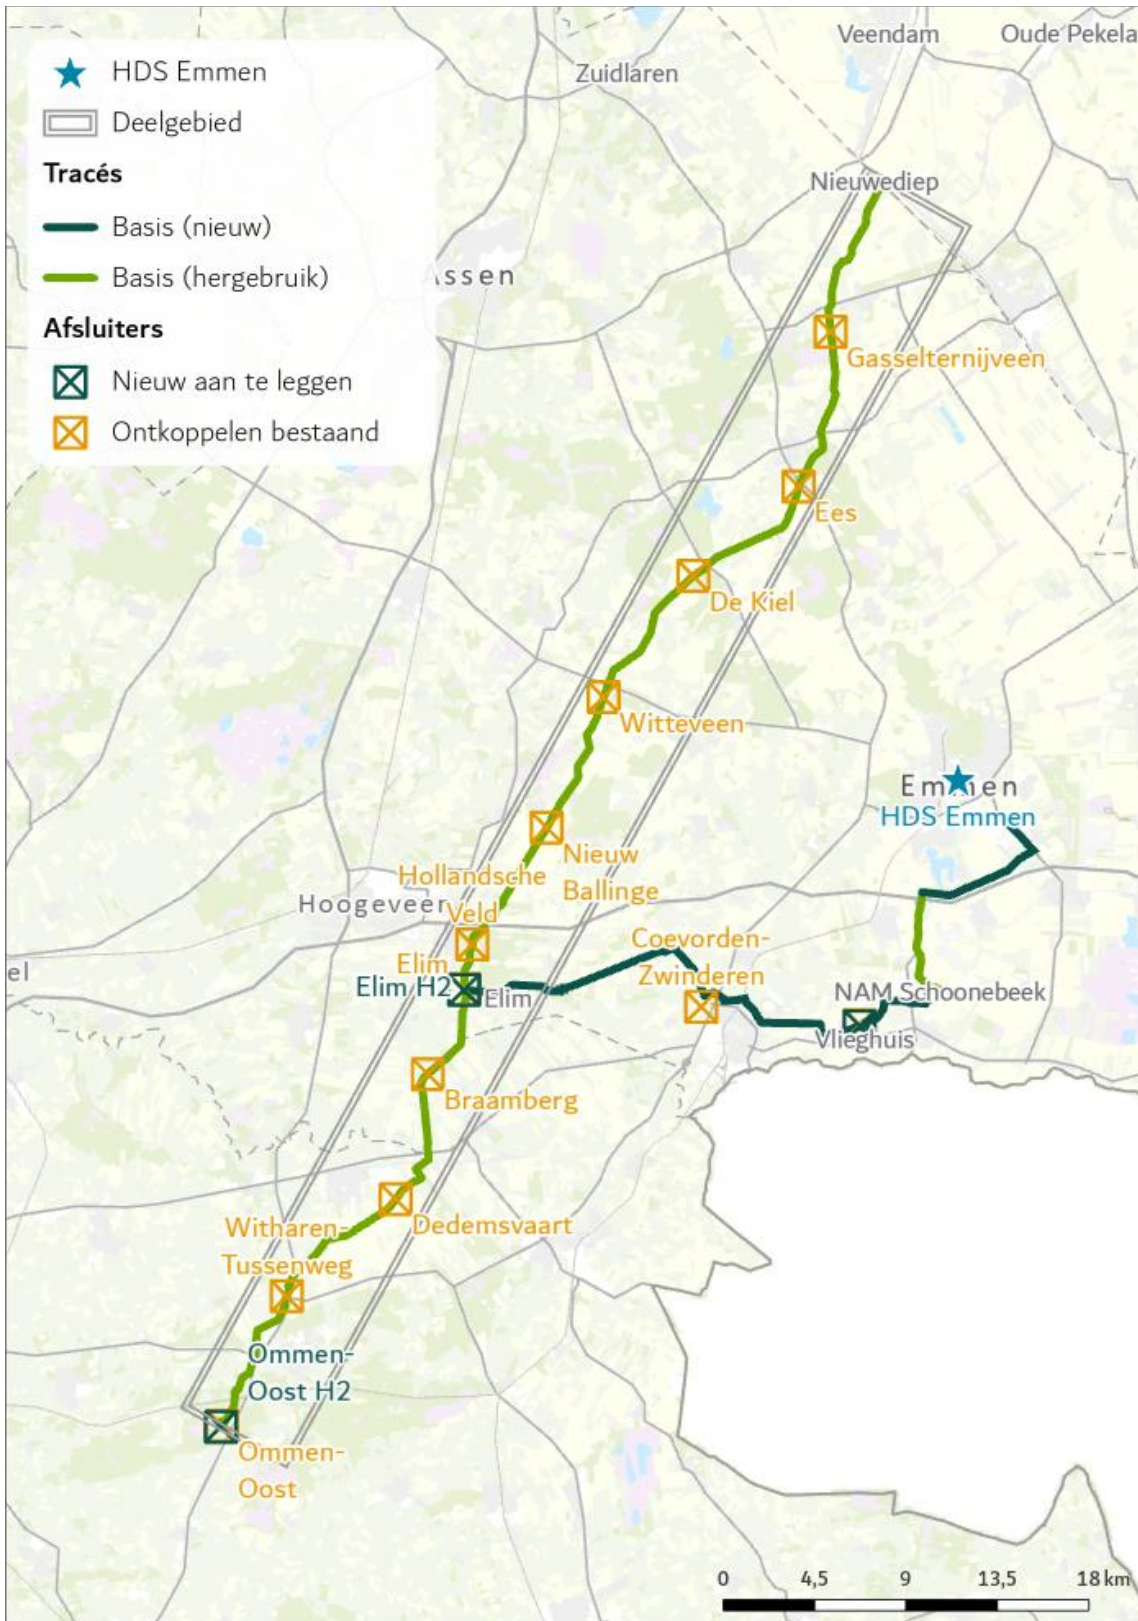 HDS Emmen
Deelgebied
Tracés
Basis (nieuw)
Basis (hergebruik)
Afsluiters
Nieuw aan te leggen
Ontkoppelen bestaand
Veendam
Oude Pekela
Zuidlaren
Nieuwediep
Assen
Gasselternijveen
Ees
De Kiel
Witteveen
Emmen
HDS Emmen
Nieuw
Ballinge
Hollandsche
Veld
Hoogeveen
Coevorden-
Zwinderen
el
Elim
Elim H2
Elim
NAM Schoonebeek
Vlieghuis
Braamberg
Dedemsvaart
Witharen-
Tussenweg
Ommen-
Oost H2
Ommen-
Oost
0 4,5 9 13,5 18 km